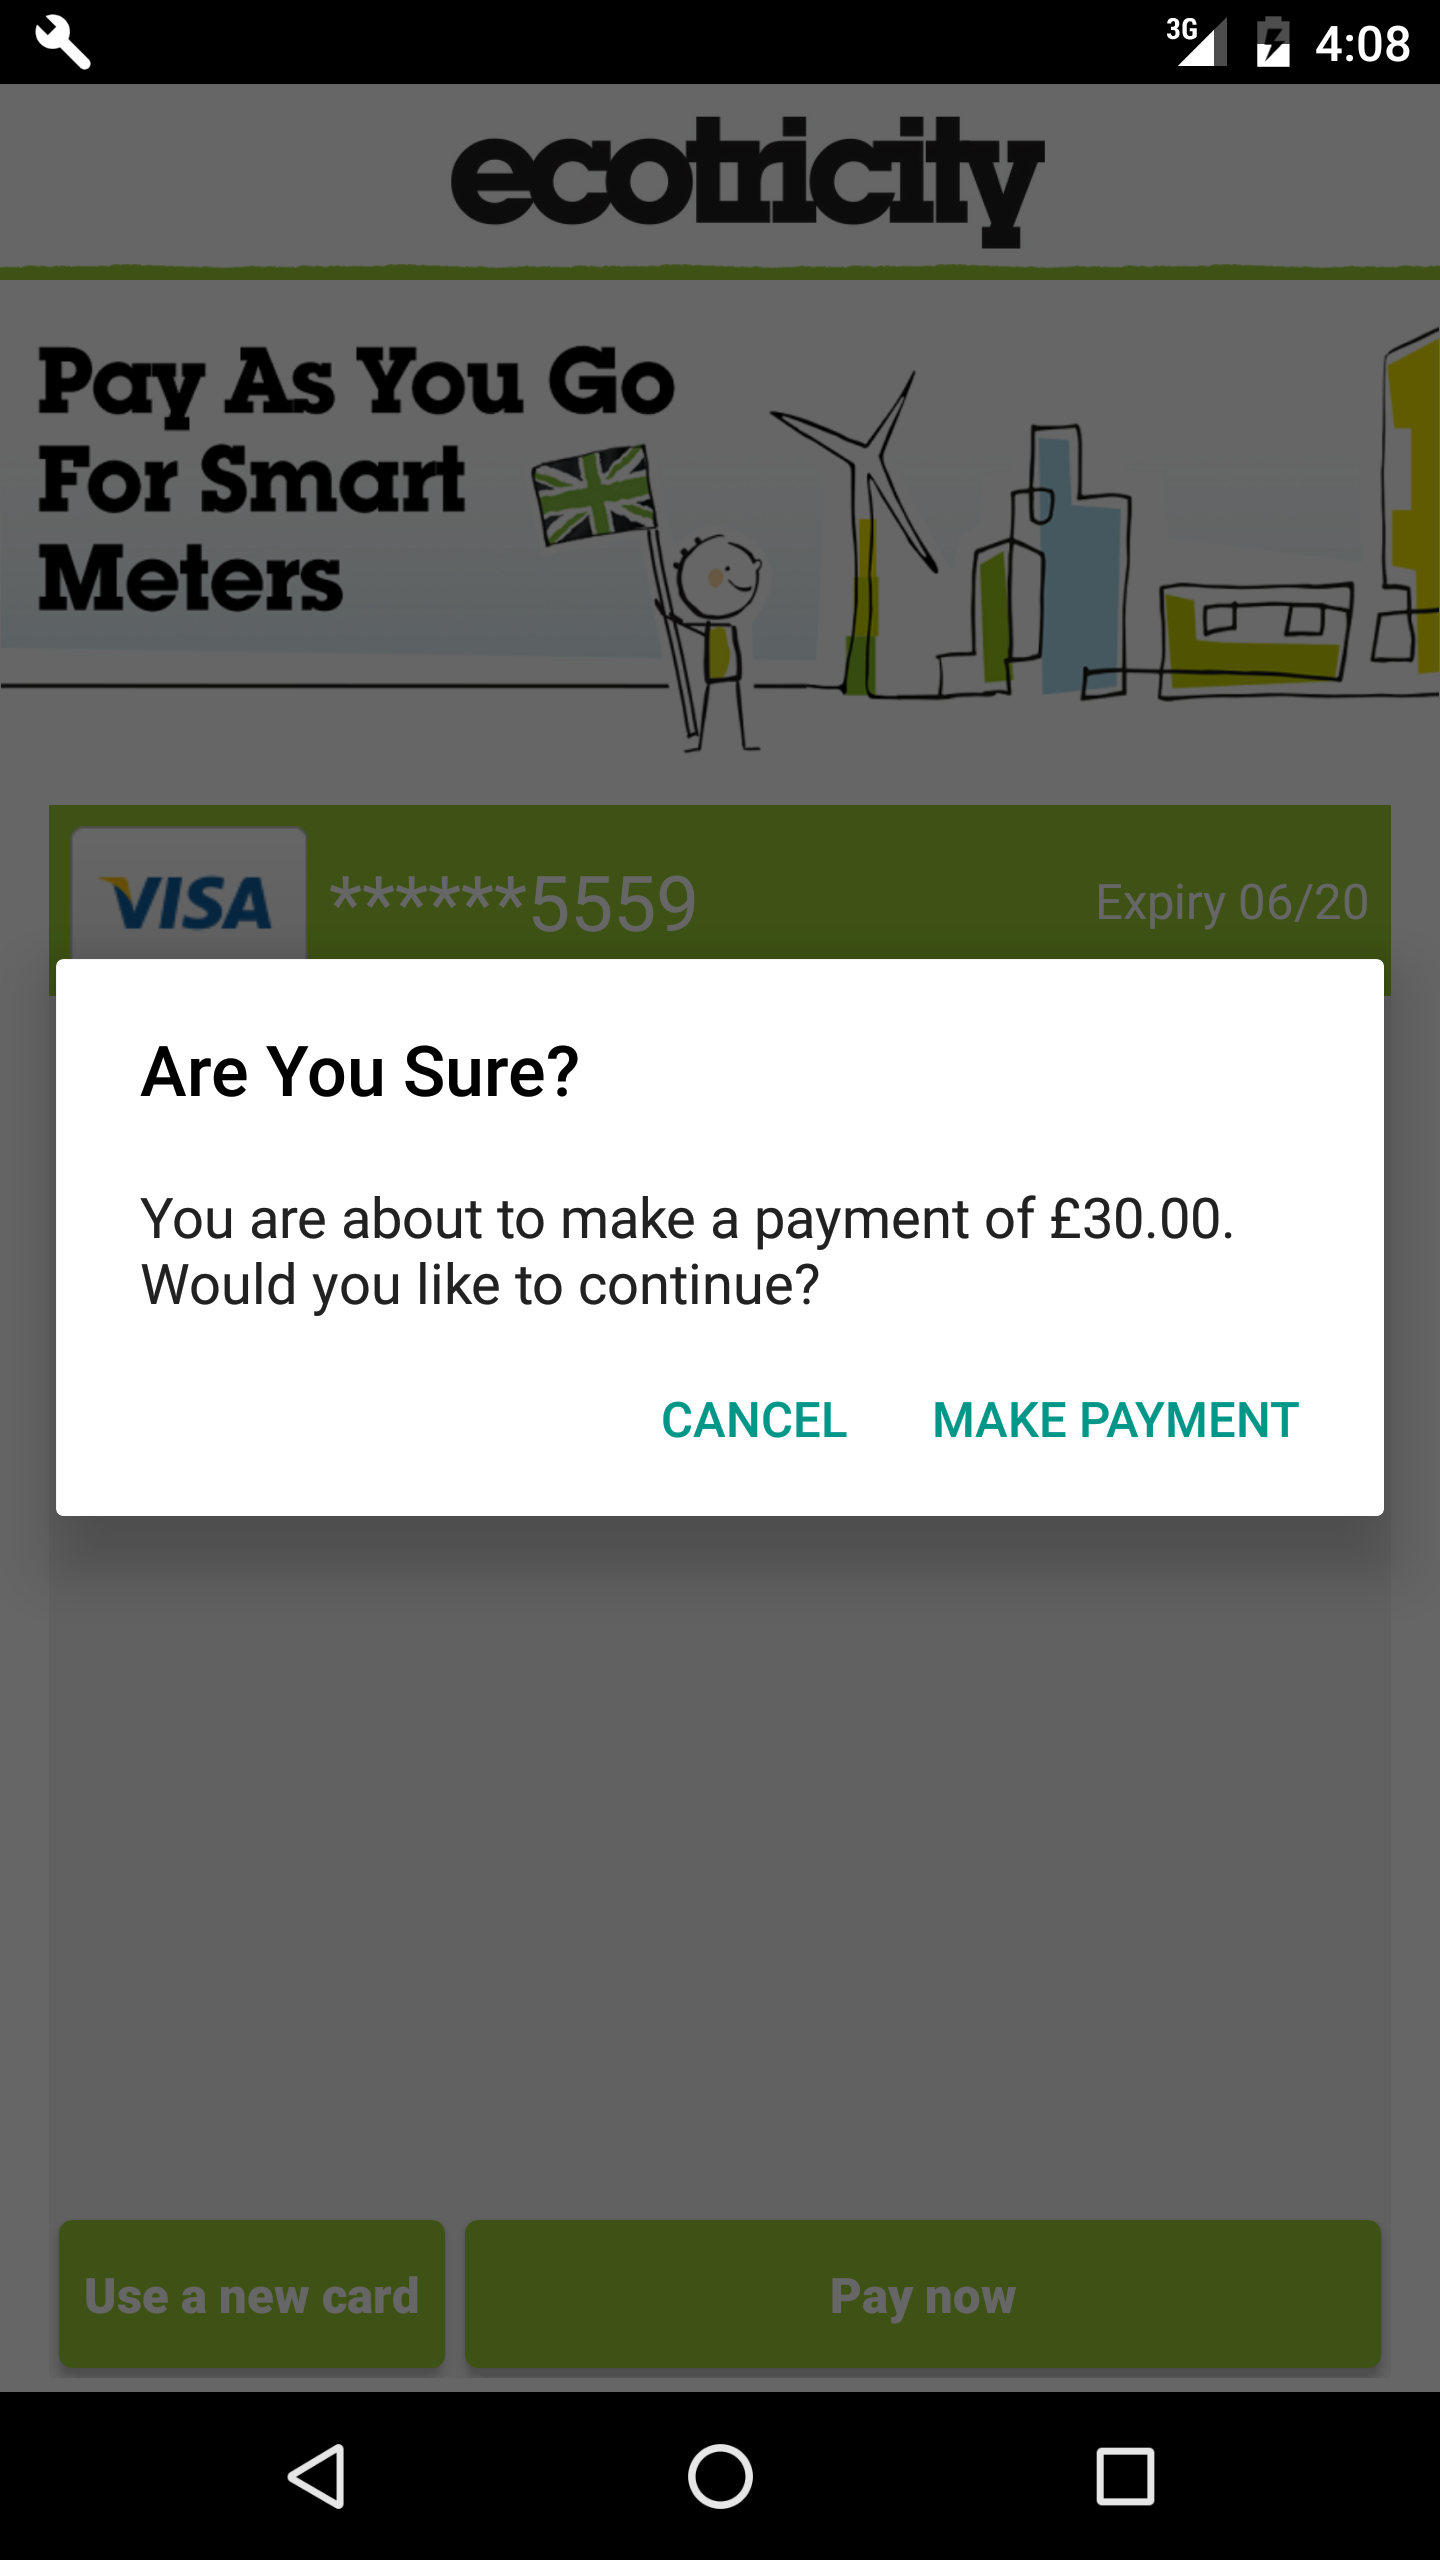 3G 4:08
ecotricity
Pay As You Go
For Smart
Meters
VISA ******5559 Expiry 06/20
Are You Sure?
You are about to make a payment of £30.00.
Would you like to continue?
CANCEL MAKE PAYMENT
Use a new card Pay now